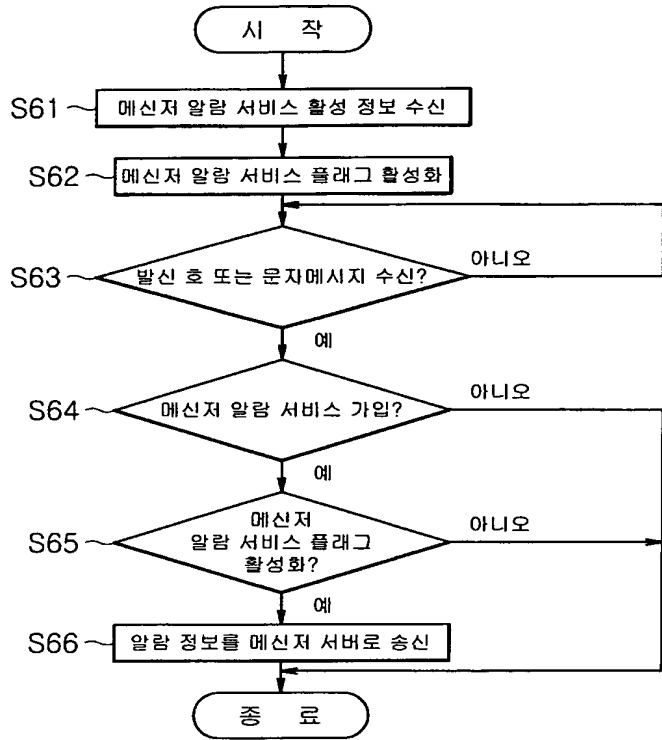 시 작
S61 메신저 알람 서비스 활성 정보 수신
S62 메신저 알람 서비스 플래그 활성화
S63 발신 호 또는 문자메시지 수신? 아니오
예
S64 메신저 알람 서비스 가입? 아니오
예
메신저
S65 알람 서비스 플래그 아니오
활성화?
예
S66 알람 정보를 메신저 서버로 송신
종 료